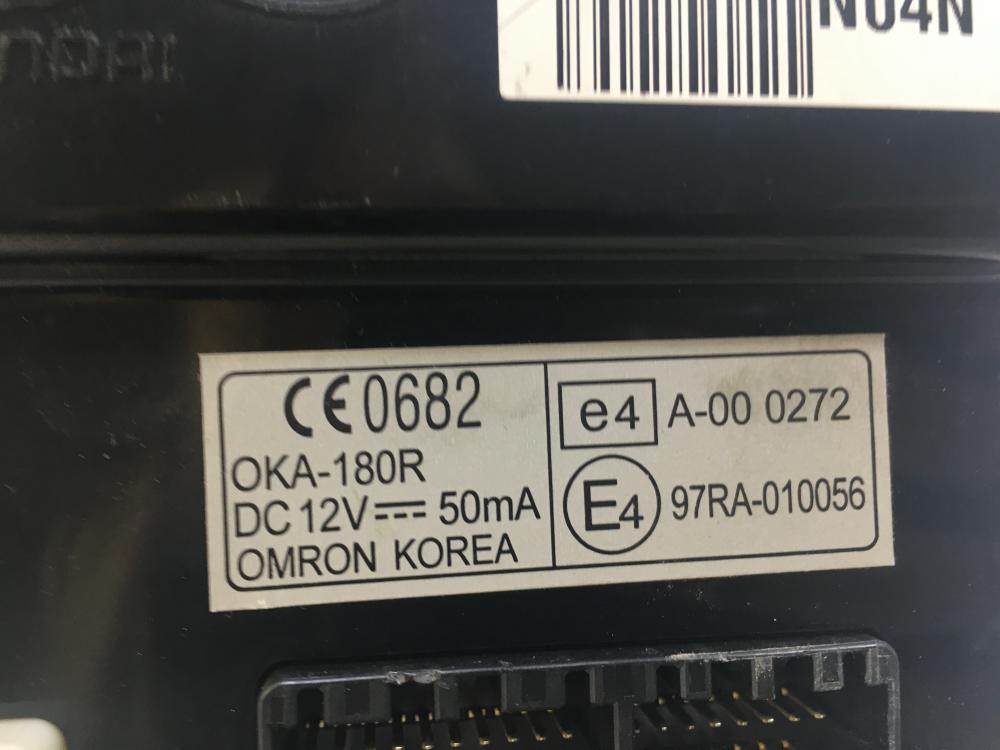 N04N
CE0682
OKA-180R
DC 12V⎓ 50mA
OMRON KOREA
e4 A-00 0272
E4 97RA-010056